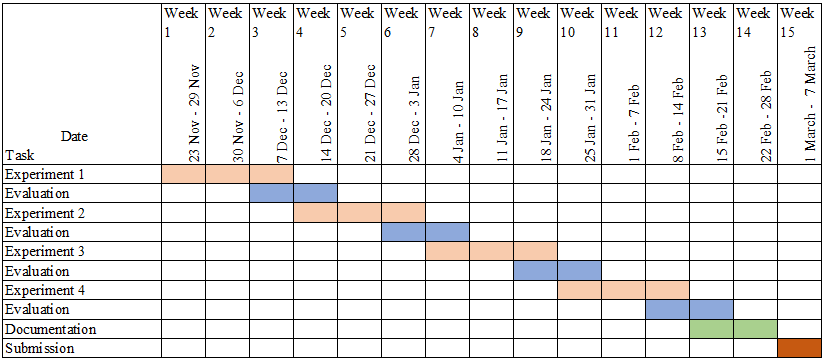 Week 1
Week 2
Week 3
Week 4
Week 5
Week 6
Week 7
Week 8
Week 9
Week 10
Week 11
Week 12
Week 13
Week 14
Week 15
23 Nov - 29 Nov
30 Nov - 6 Dec
7 Dec - 13 Dec
14 Dec - 20 Dec
21 Dec - 27 Dec
28 Dec - 3 Jan
4 Jan - 10 Jan
11 Jan - 17 Jan
18 Jan - 24 Jan
25 Jan - 31 Jan
1 Feb - 7 Feb
8 Feb - 14 Feb
15 Feb -21 Feb
22 Feb - 28 Feb
1 March - 7 March
Date
Task
Experiment 1
Evaluation
Experiment 2
Evaluation
Experiment 3
Evaluation
Experiment 4
Evaluation
Documentation
Submission